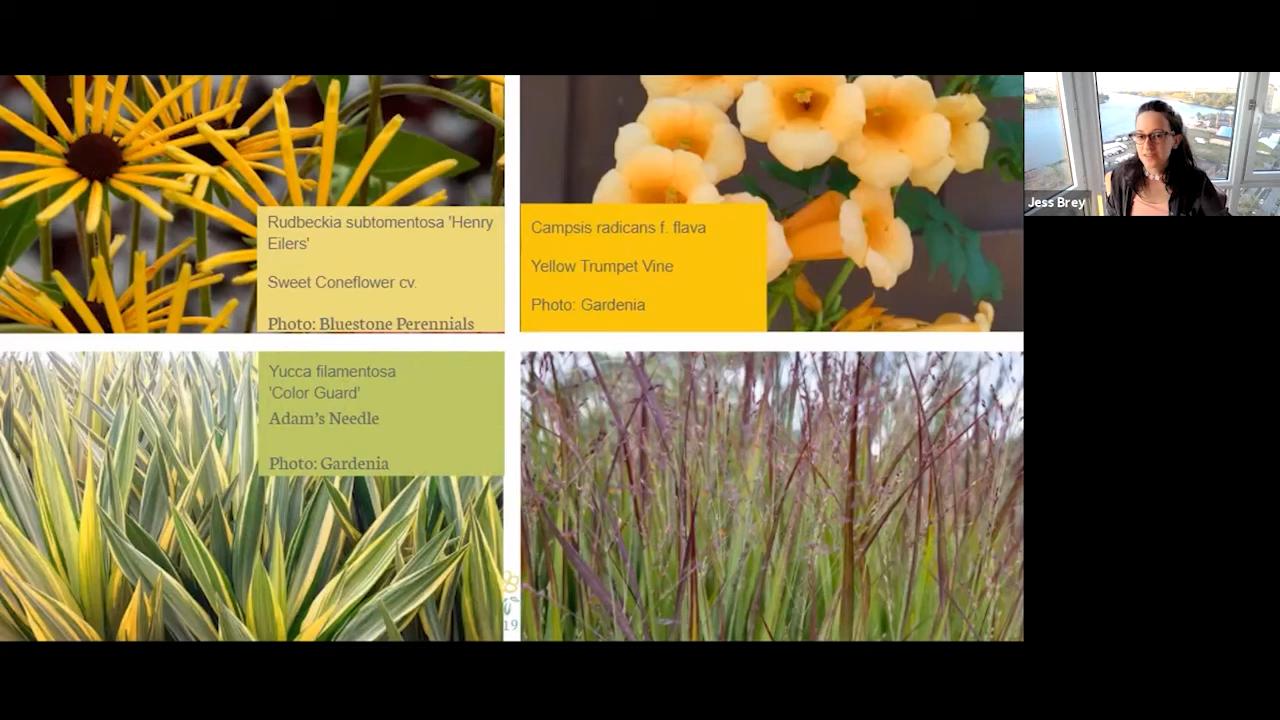 Rudbeckia subtomentosa 'Henry
Eilers'
Sweet Coneflower cv.
Photo: Bluestone Perennials
Campsis radicans f. flava
Yellow Trumpet Vine
Photo: Gardenia
Yucca filamentosa
'Color Guard'
Adam's Needle
Photo: Gardenia
19
Jess Brey